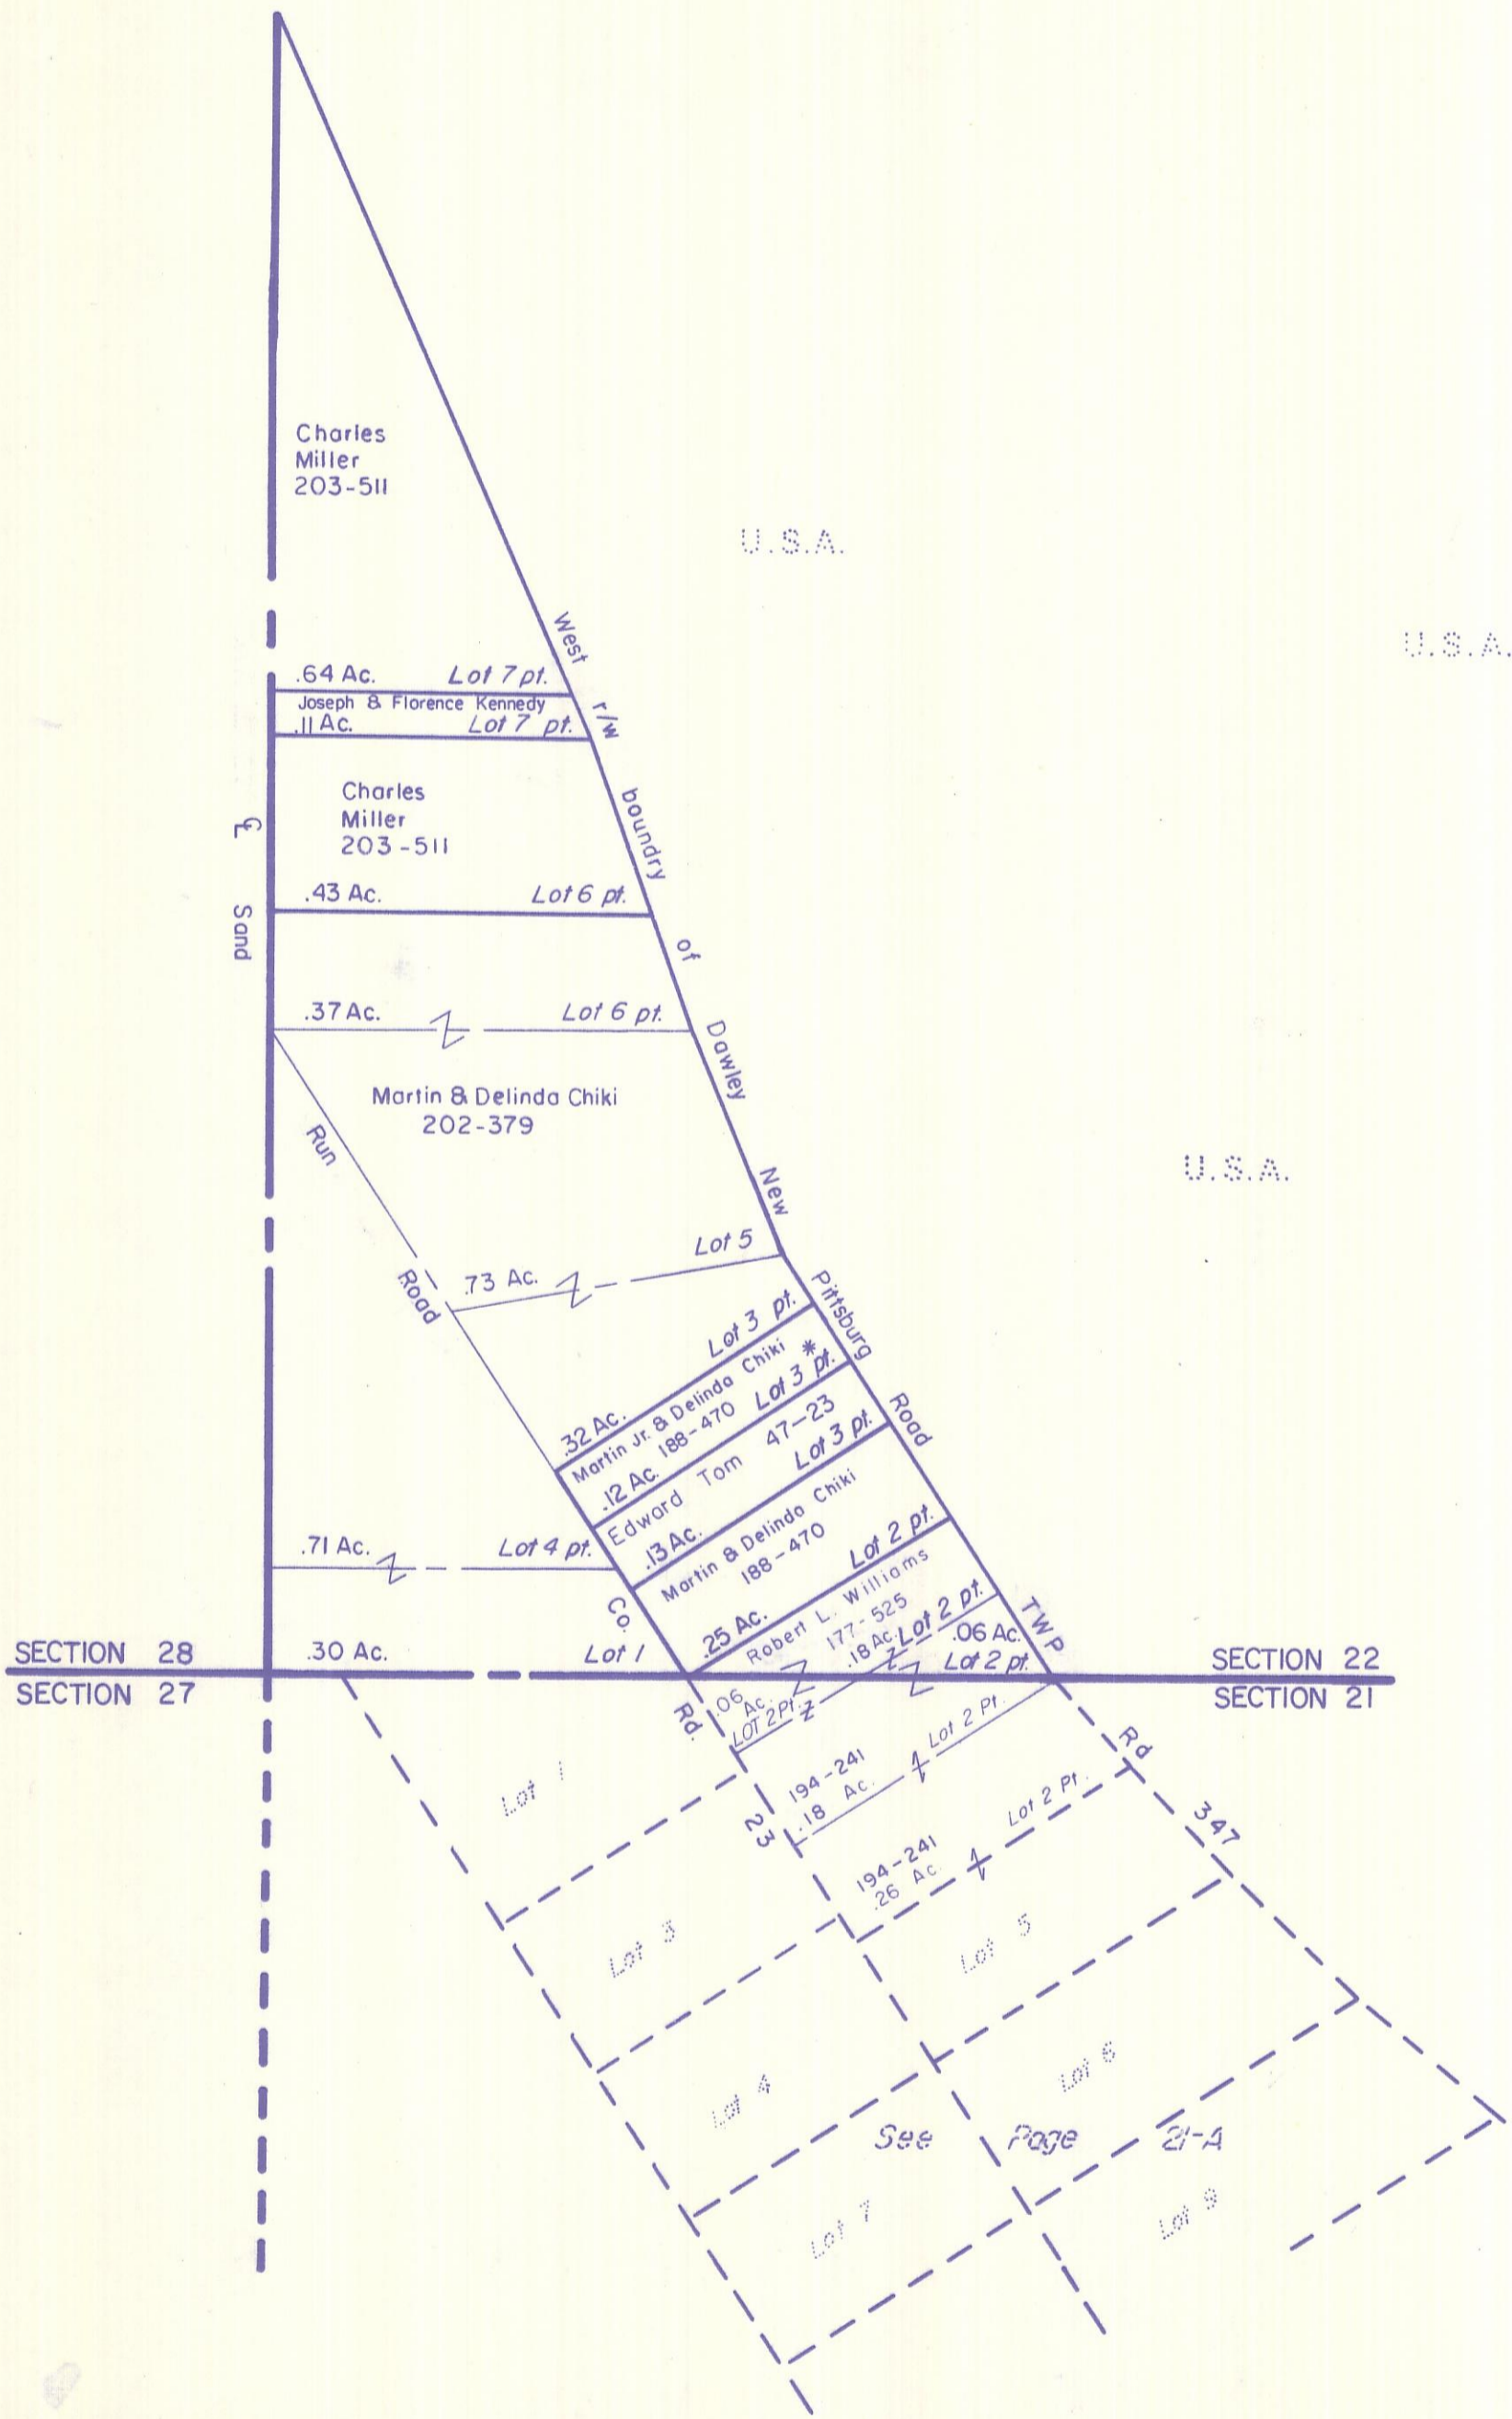 Charles
Miller
203-511
U.S.A.
U.S.A.
.64 Ac. Lot 7 pt.
Joseph & Florence Kennedy
.11 Ac. Lot 7 pt.
Charles
Miller
203-511
.43 Ac. Lot 6 pt.
.37 Ac. Lot 6 pt.
Martin & Delinda Chiki
202-379
U.S.A.
West r/w boundry of Dawley New Pittsburg Road TWP Rd 347
CL Sand Run Road Co. Rd. 23
.73 Ac. Lot 5
.32 Ac. Lot 3 pt.
Martin Jr. & Delinda Chiki *
188-470
.12 Ac. Lot 3 pt.
Edward Tom 47-23
.13 Ac. Lot 3 pt.
Martin & Delinda Chiki
188-470
.25 Ac. Lot 2 pt.
Robert L. Williams
177-525
.18 Ac. Lot 2 pt.
.06 Ac.
Lot 2 pt.
.71 Ac. Lot 4 pt.
.30 Ac. Lot 1
SECTION 28
SECTION 27
SECTION 22
SECTION 21
.06
Ac.
LOT 2 Pt.
194-241
.18 Ac. Lot 2 Pt.
194-241
.26 Ac. Lot 2 Pt.
Lot 1
Lot 3
Lot 5
Lot 4
Lot 6
See Page 21-A
Lot 7
Lot 9